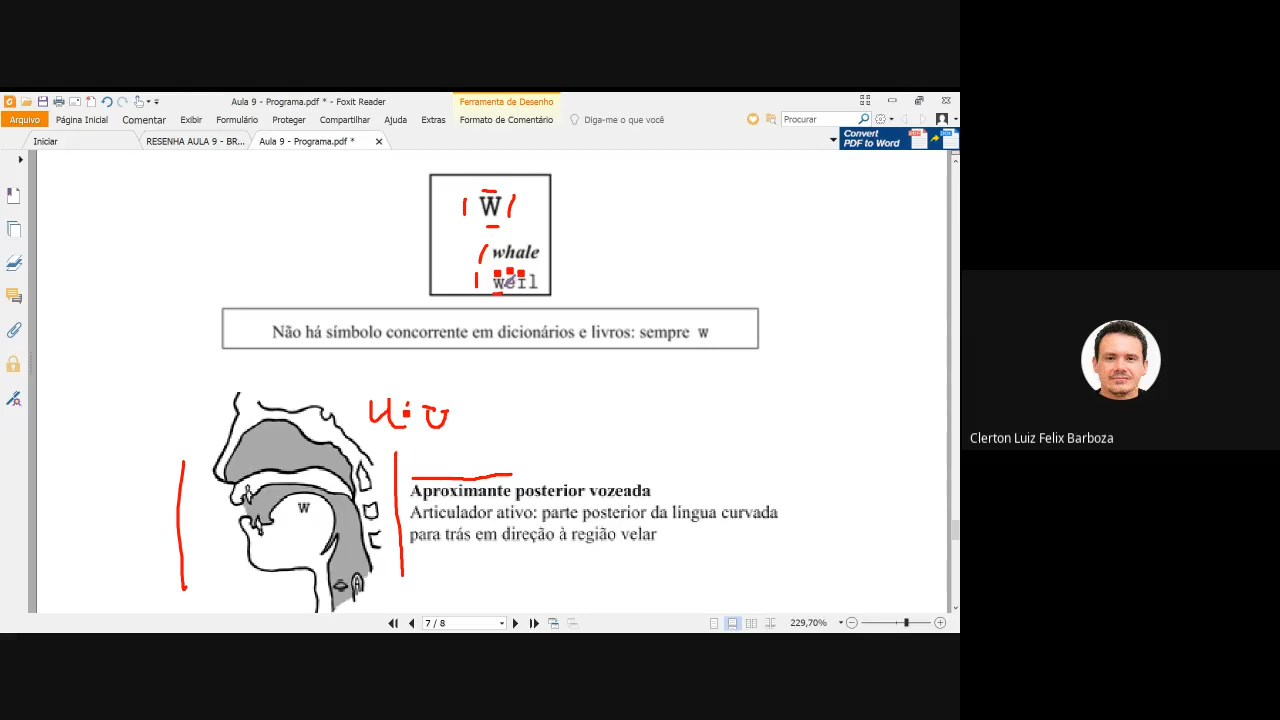 Aula 9 - Programa.pdf * - Foxit Reader
Ferramenta de Desenho
Arquivo Página Inicial Comentar Exibir Formulário Proteger Compartilhar Ajuda Extras Formato de Comentário Diga-me o que você Procurar
Iniciar RESENHA AULA 9 - BR... Aula 9 - Programa.pdf * Convert
PDF to Word
/ W /
whale
weɪl
Não há símbolo concorrente em dicionários e livros: sempre w
w
Clerton Luiz Felix Barboza
Aproximante posterior vozeada
Articulador ativo: parte posterior da língua curvada
para trás em direção à região velar
7 / 8 229,70%